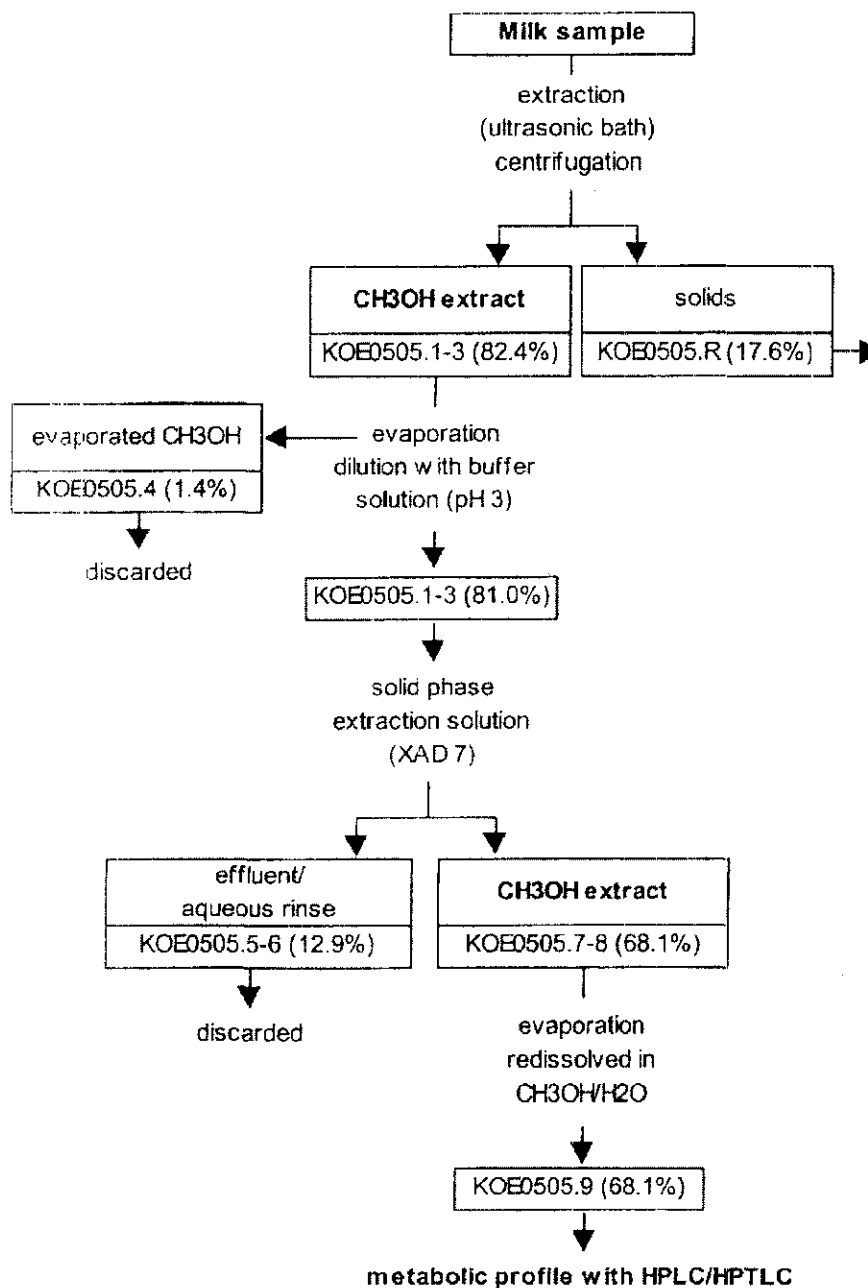 Milk sample
extraction
(ultrasonic bath)
centrifugation
CH3OH extract
KOE0505.1-3 (82.4%)
solids
KOE0505.R (17.6%)
evaporated CH3OH
KOE0505.4 (1.4%)
discarded
evaporation
dilution with buffer
solution (pH 3)
KOE0505.1-3 (81.0%)
solid phase
extraction solution
(XAD 7)
effluent/
aqueous rinse
KOE0505.5-6 (12.9%)
discarded
CH3OH extract
KOE0505.7-8 (68.1%)
evaporation
redissolved in
CH3OH/H2O
KOE0505.9 (68.1%)
metabolic profile with HPLC/HPTLC